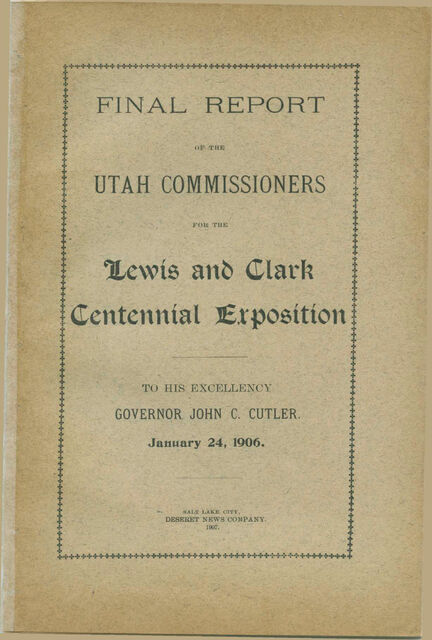 FINAL REPORT
OF THE
UTAH COMMISSIONERS
FOR THE
Lewis and Clark
Centennial Exposition
TO HIS EXCELLENCY
GOVERNOR JOHN C. CUTLER.
January 24, 1906.
SALT LAKE CITY,
DESERET NEWS COMPANY.
1907.